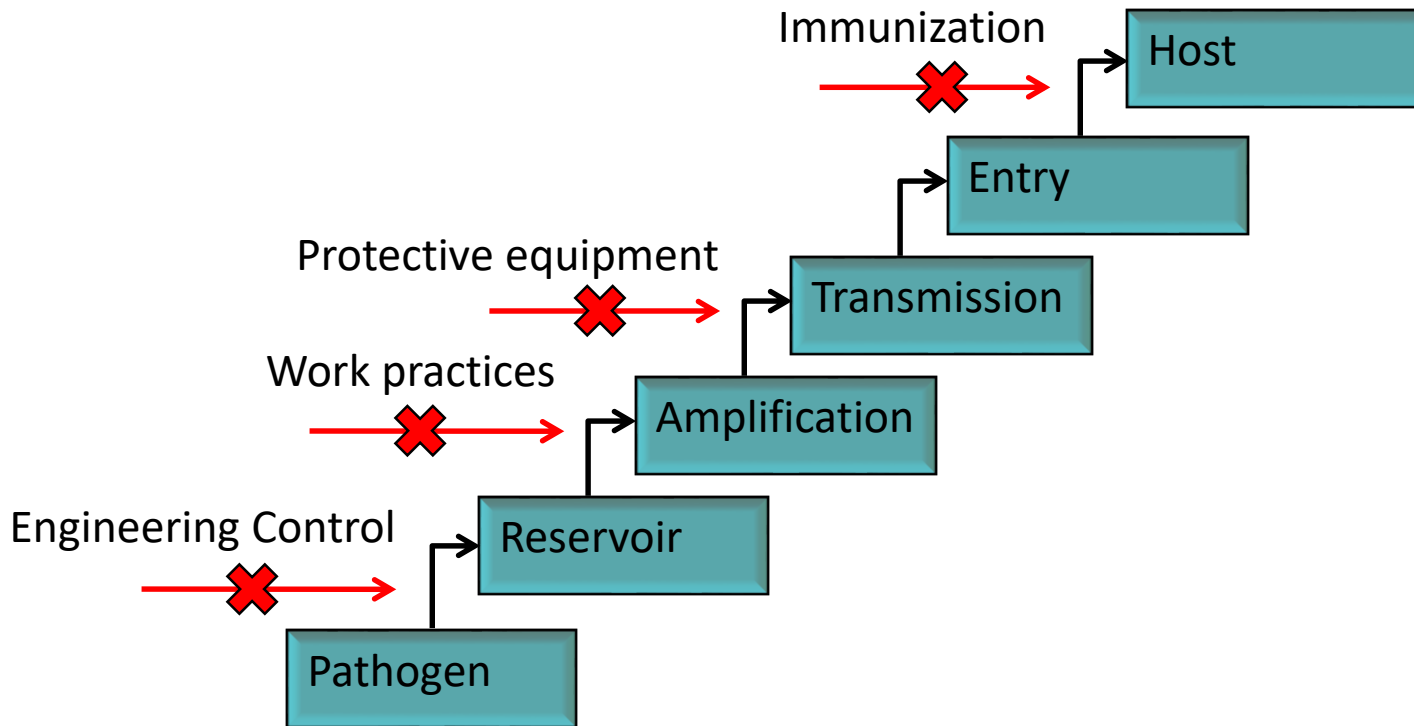 Immunization
Host
Entry
Protective equipment
Transmission
Work practices
Amplification
Engineering Control
Reservoir
Pathogen